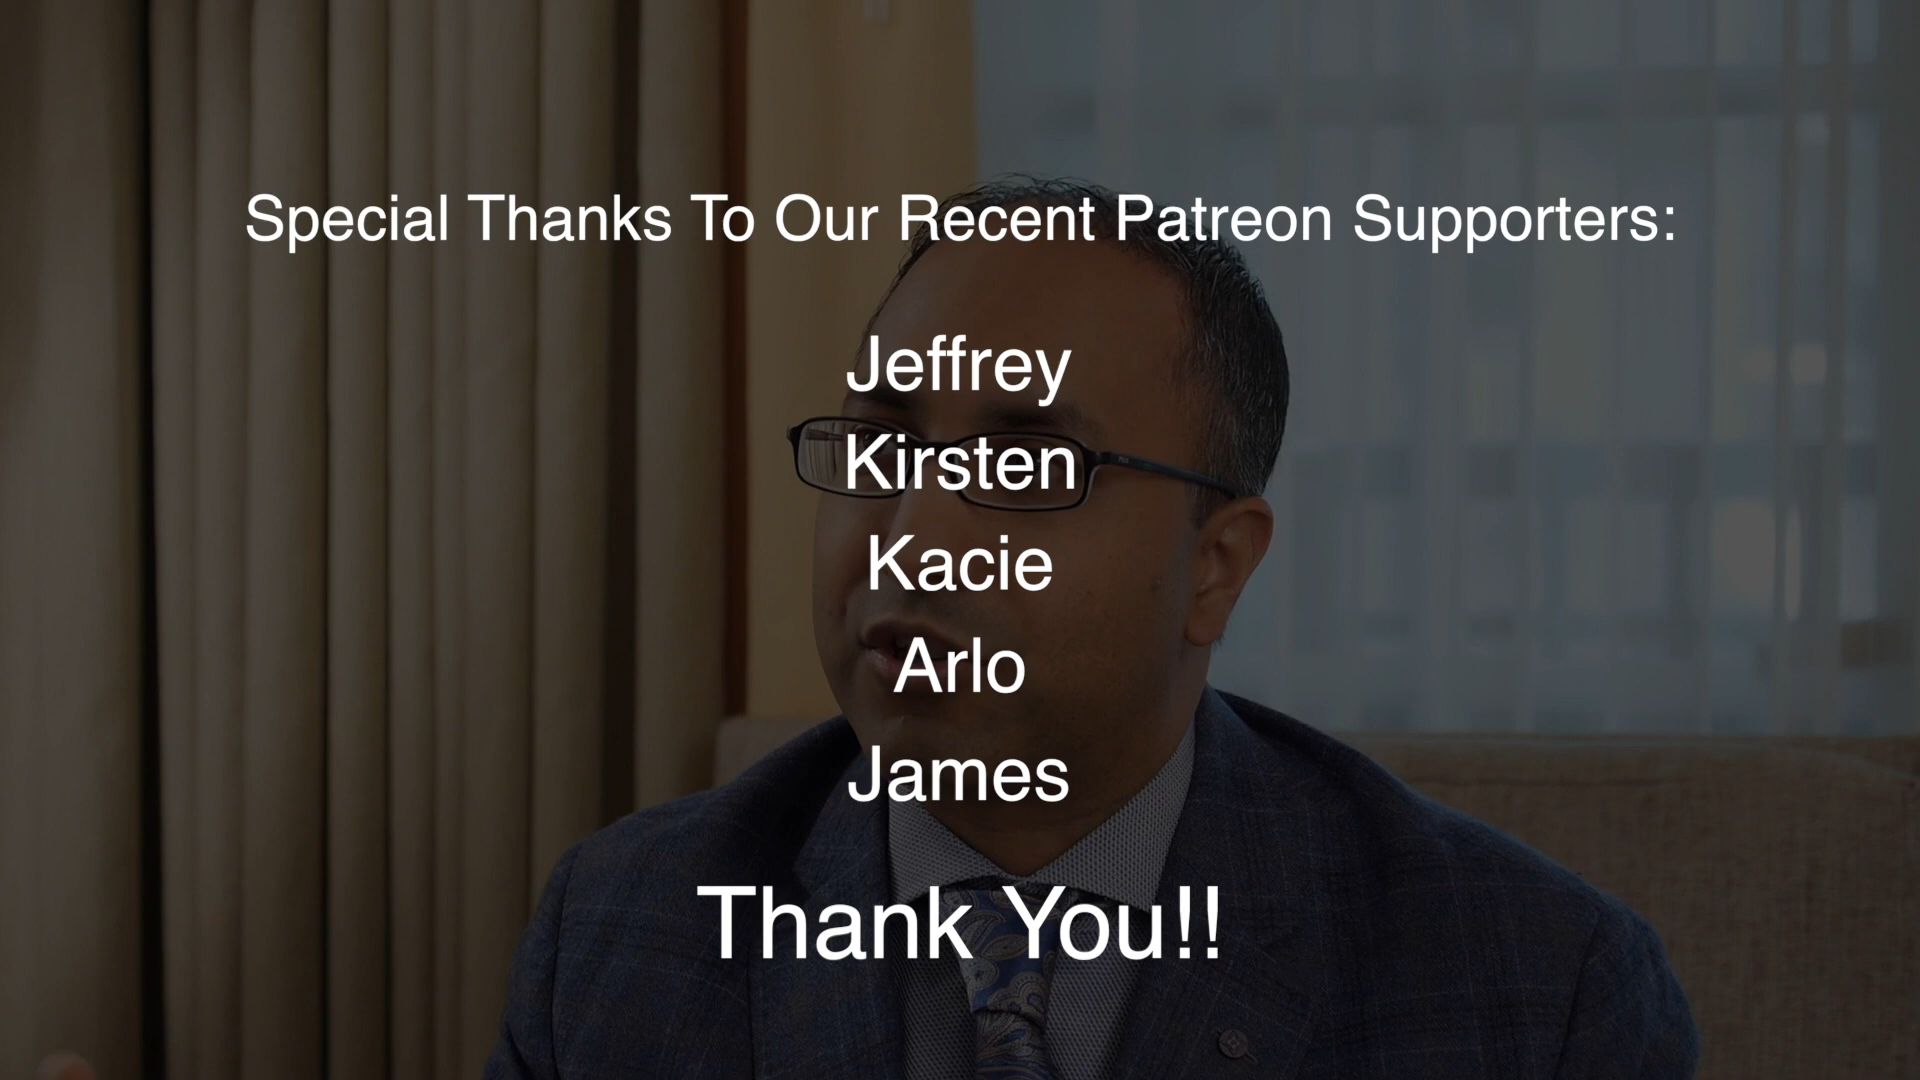 Special Thanks To Our Recent Patreon Supporters:
Jeffrey
Kirsten
Kacie
Arlo
James
Thank You!!